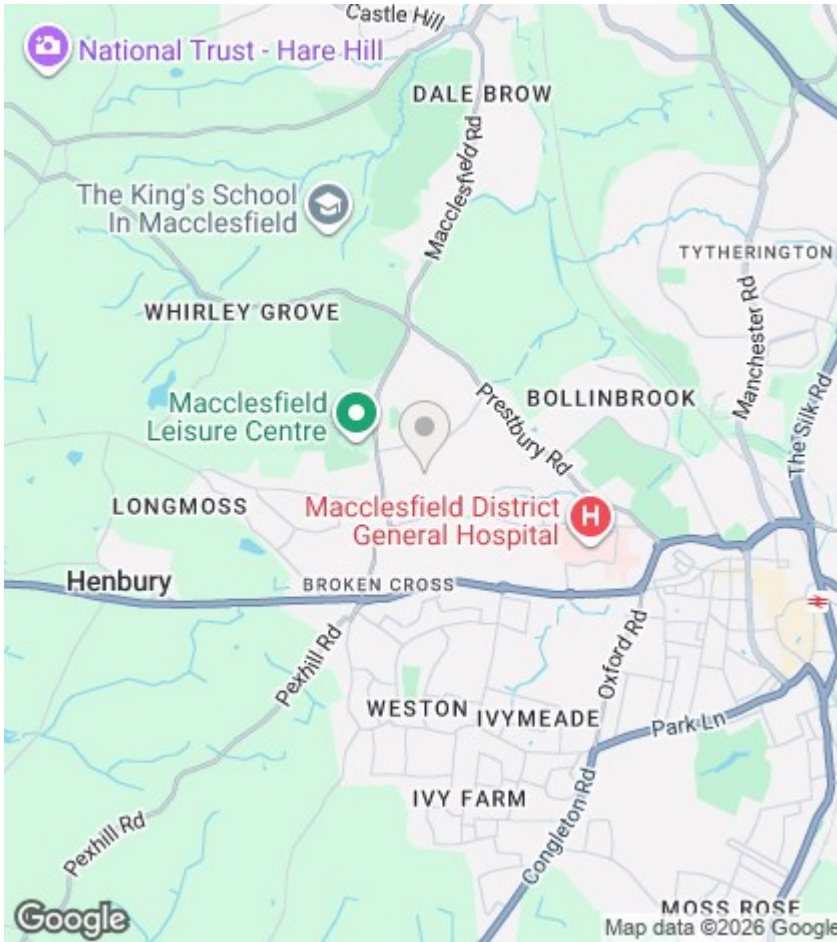 Castle Hill
National Trust - Hare Hill
DALE BROW
Macclesfield Rd
The King's School
In Macclesfield
TYTHERINGTON
WHIRLEY GROVE
Manchester Rd
Macclesfield
Leisure Centre
BOLLINBROOK
Prestbury Rd
The Silk Rd
LONGMOSS
Macclesfield District
General Hospital
H
Henbury
BROKEN CROSS
Pexhill Rd
Oxford Rd
WESTON
IVYMEADE
Park Ln
IVY FARM
Congleton Rd
Pexhill Rd
MOSS ROSE
Google
Map data ©2026 Google